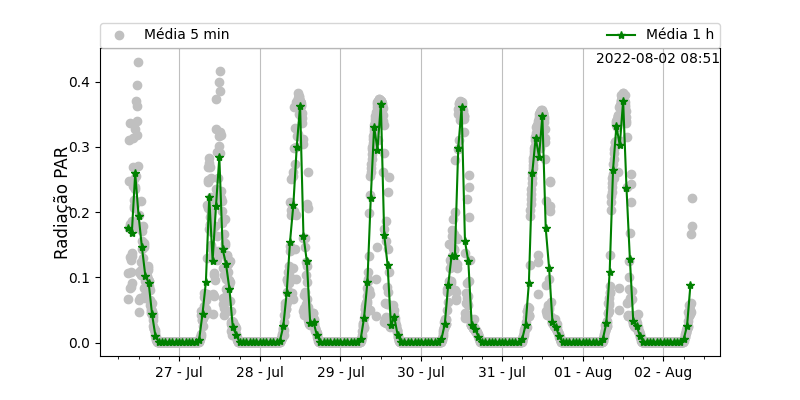 Média 5 min
Média 1 h
2022-08-02 08:51
Radiação PAR
0.4
0.3
0.2
0.1
0.0
27 - Jul
28 - Jul
29 - Jul
30 - Jul
31 - Jul
01 - Aug
02 - Aug